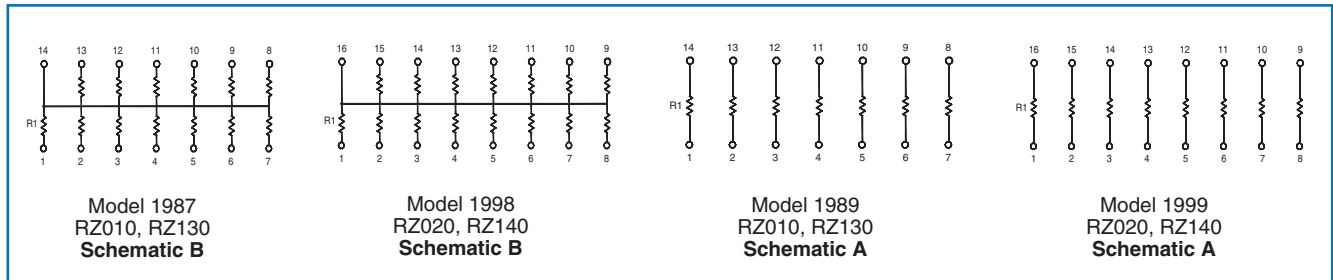 14 13 12 11 10 9 8
R1
1 2 3 4 5 6 7
Model 1987
RZ010, RZ130
Schematic B
16 15 14 13 12 11 10 9
R1
1 2 3 4 5 6 7 8
Model 1998
RZ020, RZ140
Schematic B
14 13 12 11 10 9 8
R1
1 2 3 4 5 6 7
Model 1989
RZ010, RZ130
Schematic A
16 15 14 13 12 11 10 9
R1
1 2 3 4 5 6 7 8
Model 1999
RZ020, RZ140
Schematic A